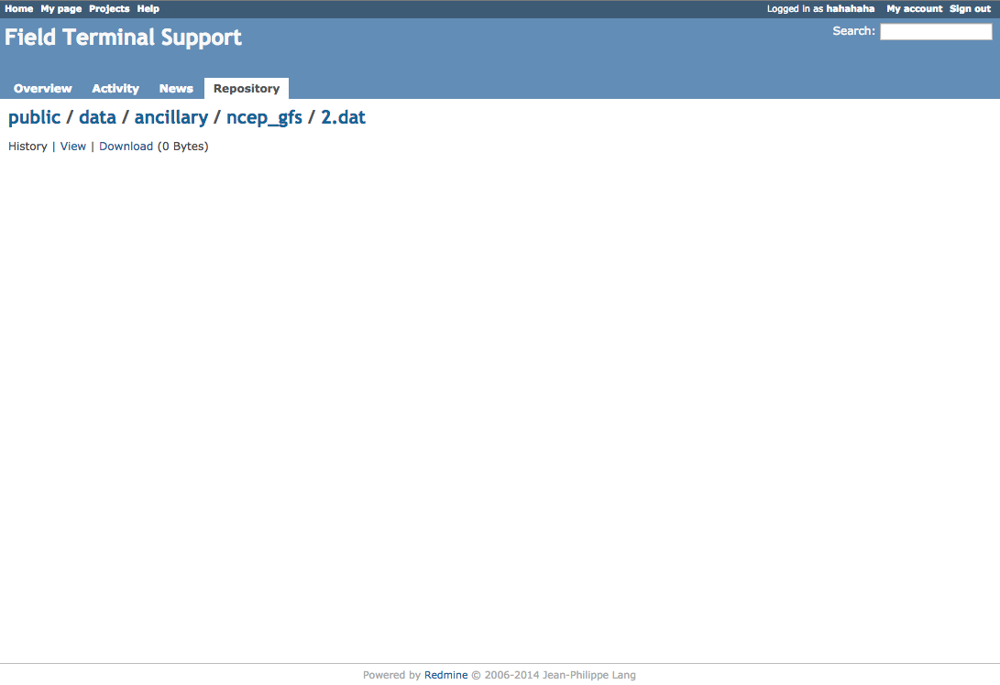 Home My page Projects Help Logged in as hahahaha My account Sign out
Field Terminal Support Search:
Overview Activity News Repository
public / data / ancillary / ncep_gfs / 2.dat
History | View | Download (0 Bytes)
Powered by Redmine © 2006-2014 Jean-Philippe Lang